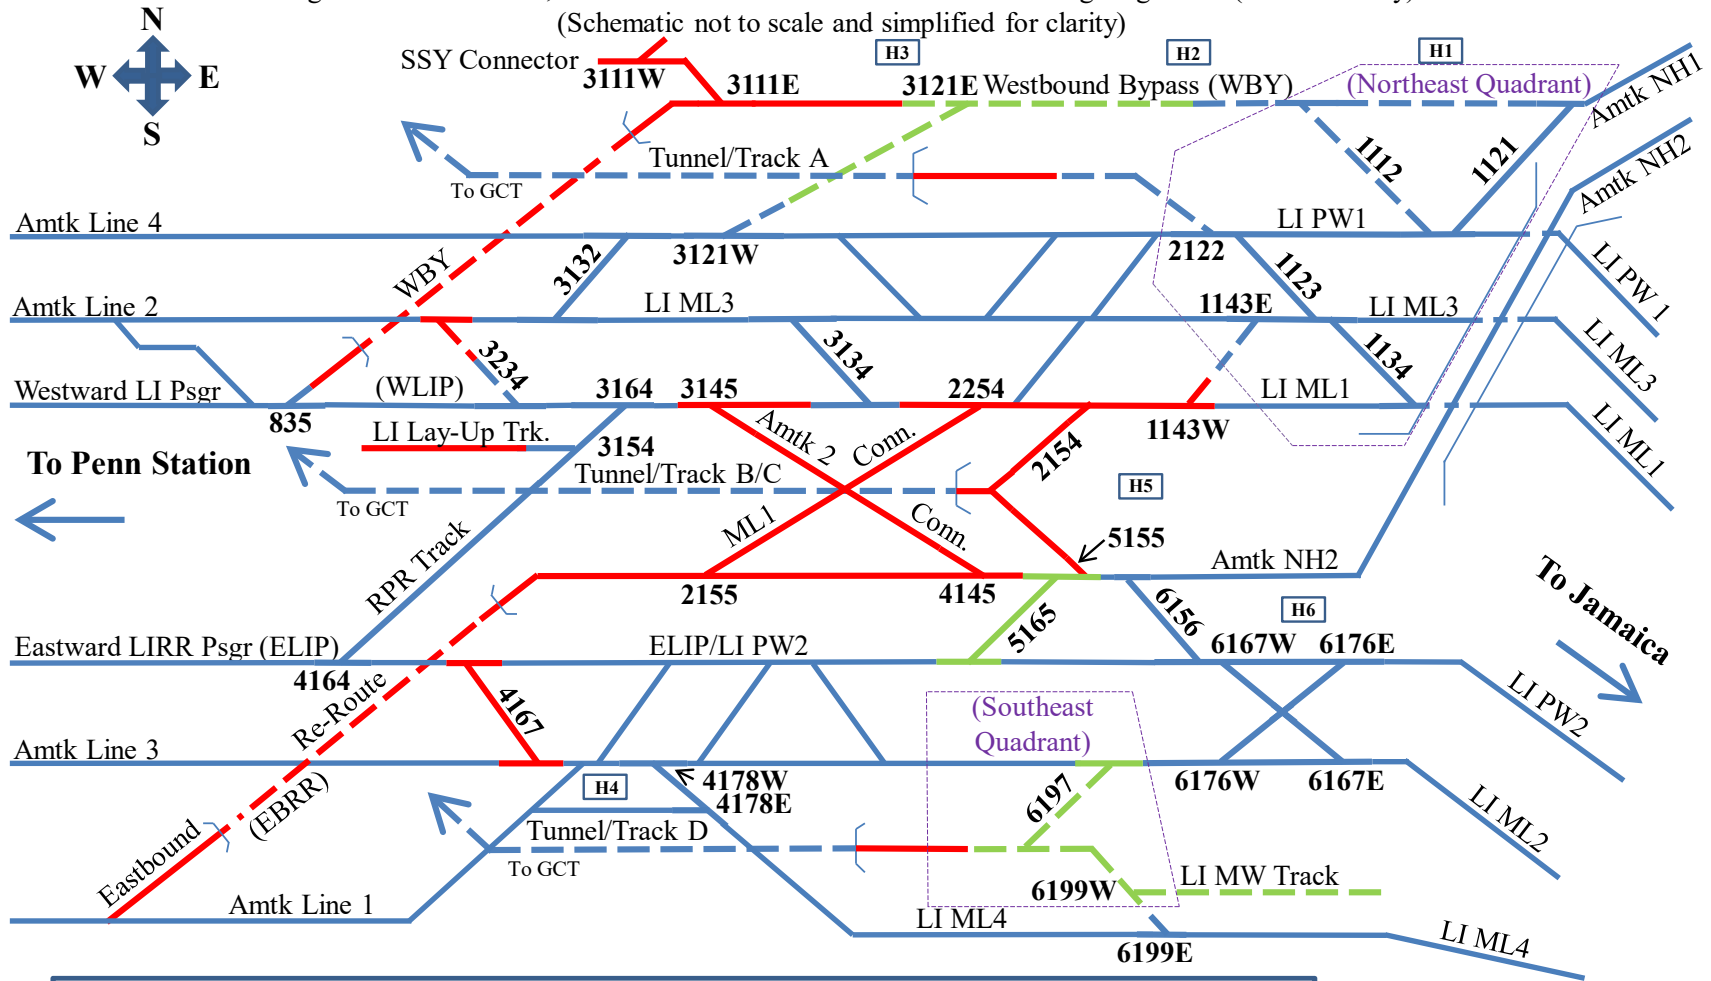 (Schematic not to scale and simplified for clarity)
N
W E
S
SSY Connector
3111W
3111E
H3
3121E
Westbound Bypass (WBY)
H2
H1
(Northeast Quadrant)
Amtk NH1
Amtk NH2
Tunnel/Track A
To GCT
1112
1121
Amtk Line 4
3121W
2122
LI PW1
LI PW 1
WBY
3132
1123
Amtk Line 2
LI ML3
1143E
LI ML3
LI ML3
3234
3134
1134
Westward LI Psgr
(WLIP)
835
3164
3145
2254
1143W
LI ML1
LI ML1
LI Lay-Up Trk.
3154
Amtk 2
Conn.
2154
To Penn Station
Tunnel/Track B/C
To GCT
H5
ML1
Conn.
5155
RPR Track
2155
4145
Amtk NH2
To Jamaica
5165
6156
H6
Eastward LIRR Psgr (ELIP)
4164
ELIP/LI PW2
6167W
6176E
LI PW2
Re-Route
4167
(Southeast
Quadrant)
Amtk Line 3
4178W
4178E
H4
6197
6176W
6167E
LI ML2
(EBRR)
Eastbound
Tunnel/Track D
To GCT
6199W
LI MW Track
Amtk Line 1
LI ML4
6199E
LI ML4